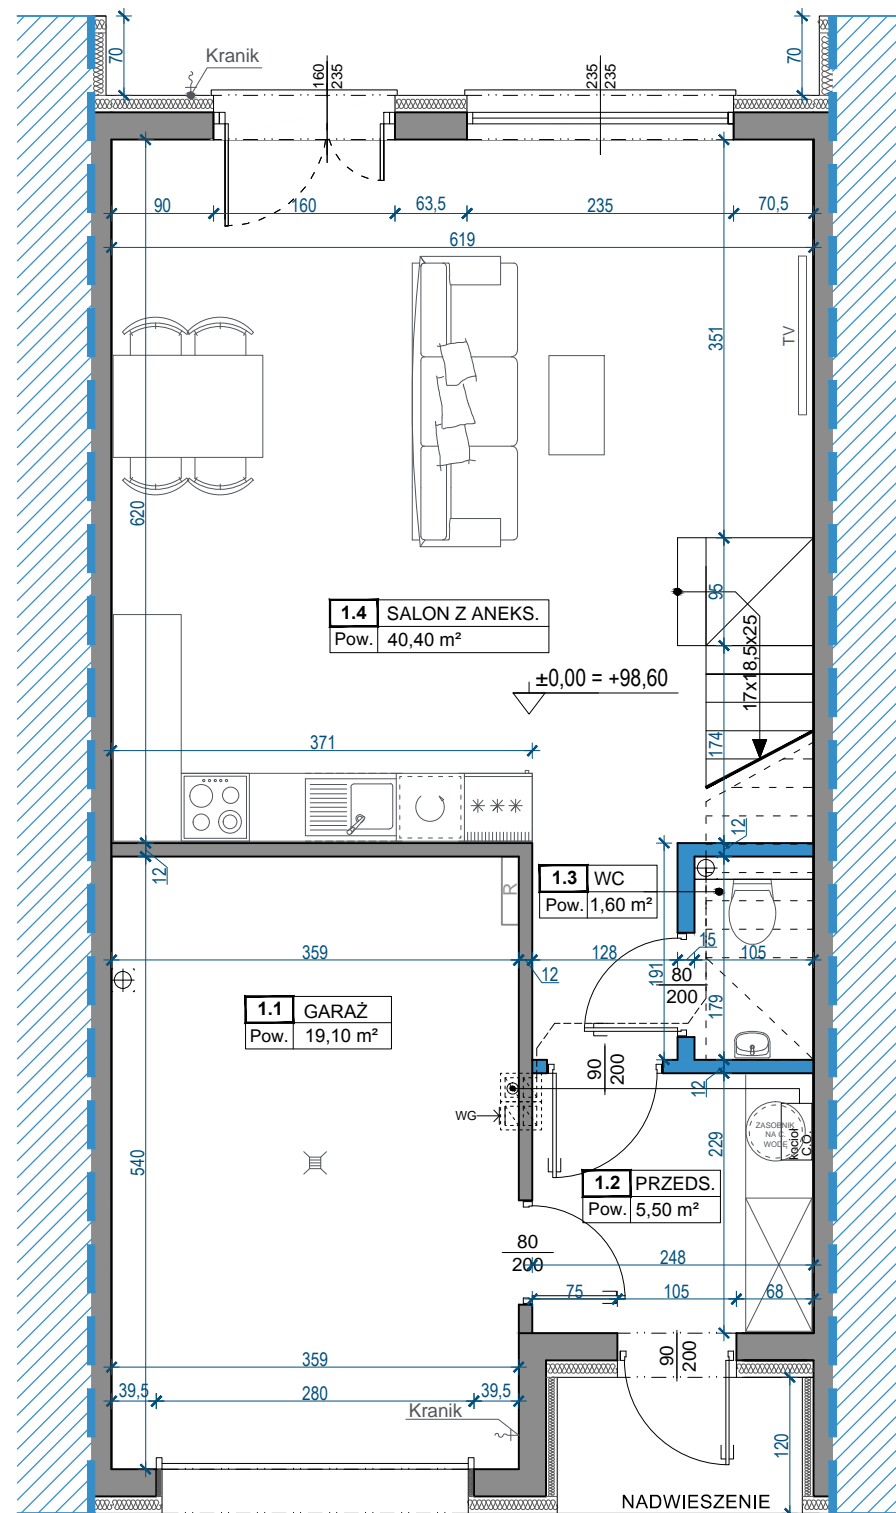 70
Kranik
160
235
235
235
70
90
160
63,5
235
70,5
619
351
TV
620
95
1.4 SALON Z ANEKS.
Pow. 40,40 m²
17x18,5x25
±0,00 = +98,60
371
174
12
12
R
1.3 WC
Pow. 1,60 m²
359
12
128
15
105
191
80
200
179
1.1 GARAŻ
Pow. 19,10 m²
90
200
12
WG
ZASOBNIK
NA C.
WODĘ
kocioł
C.O.
540
229
1.2 PRZEDS.
Pow. 5,50 m²
80
200
248
75
105
68
359
90
200
39,5
280
39,5
Kranik
120
NADWIESZENIE